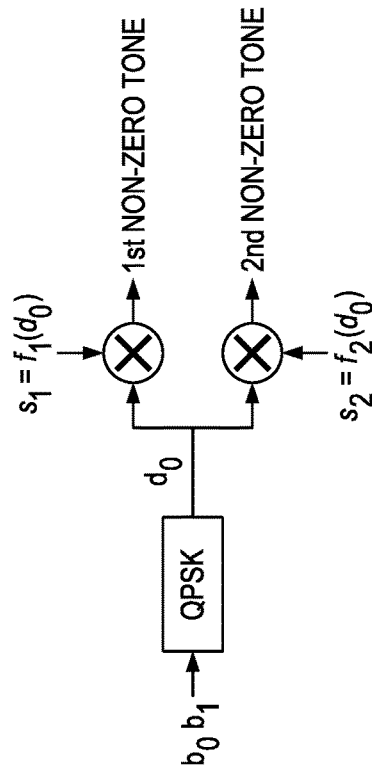 b0 b1
QPSK
d0
s1 = f1(d0)
1st NON-ZERO TONE
2nd NON-ZERO TONE
s2 = f2(d0)